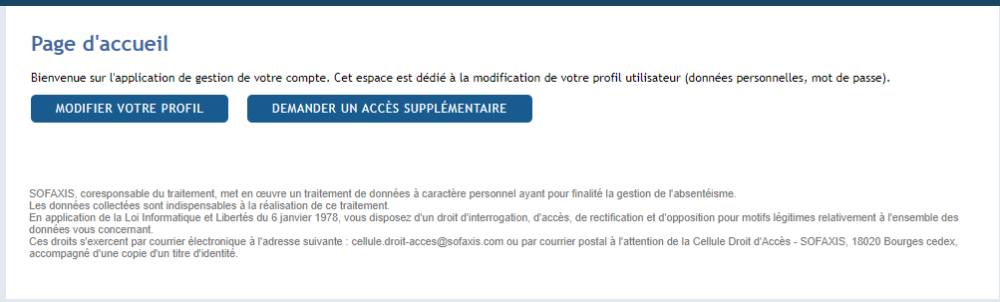 Page d'accueil
Bienvenue sur l'application de gestion de votre compte. Cet espace est dédié à la modification de votre profil utilisateur (données personnelles, mot de passe).
MODIFIER VOTRE PROFIL
DEMANDER UN ACCÈS SUPPLÉMENTAIRE
SOFAXIS, coresponsable du traitement, met en œuvre un traitement de données à caractère personnel ayant pour finalité la gestion de l'absentéisme.
Les données collectées sont indispensables à la réalisation de ce traitement.
En application de la Loi Informatique et Libertés du 6 janvier 1978, vous disposez d'un droit d'interrogation, d'accès, de rectification et d'opposition pour motifs légitimes relativement à l'ensemble des
données vous concernant.
Ces droits s'exercent par courrier électronique à l'adresse suivante : cellule.droit-acces@sofaxis.com ou par courrier postal à l'attention de la Cellule Droit d'Accès - SOFAXIS, 18020 Bourges cedex,
accompagné d'une copie d'un titre d'identité.